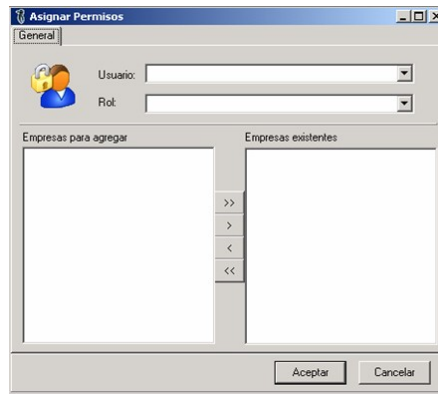 Asignar Permisos
General
Usuario:
Rol:
Empresas para agregar
Empresas existentes
>>
>
<
<<
Aceptar
Cancelar